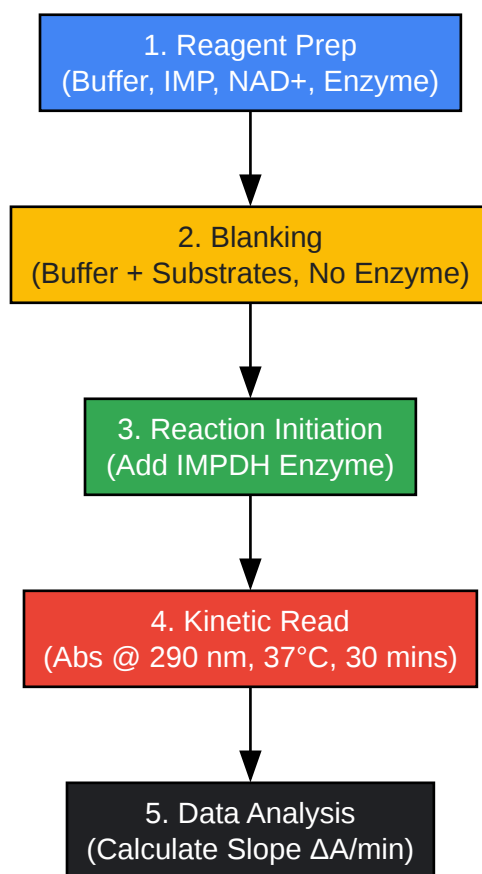 1. Reagent Prep
(Buffer, IMP, NAD+, Enzyme)
2. Blanking
(Buffer + Substrates, No Enzyme)
3. Reaction Initiation
(Add IMPDH Enzyme)
4. Kinetic Read
(Abs @ 290 nm, 37°C, 30 mins)
5. Data Analysis
(Calculate Slope ΔA/min)